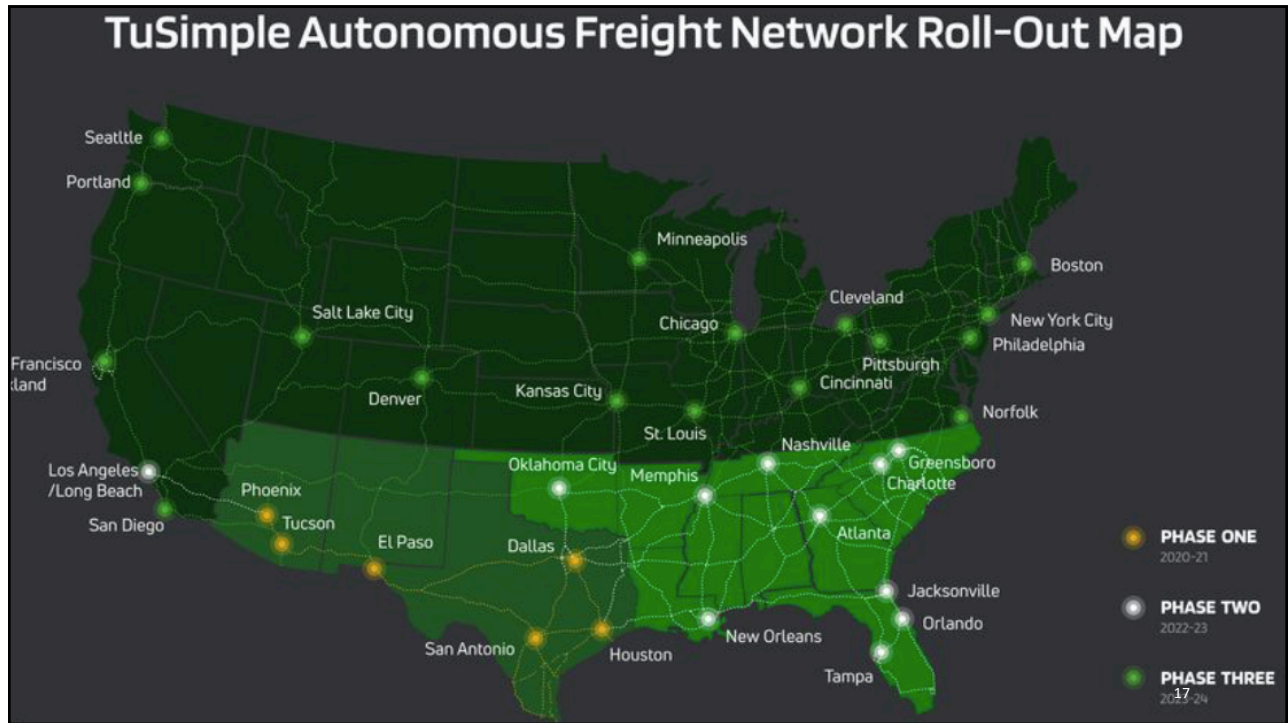 TuSimple Autonomous Freight Network Roll-Out Map
Seatltle
Portland
Minneapolis
Boston
Cleveland
Salt Lake City
Chicago
New York City
Philadelphia
Francisco
land
Pittsburgh
Denver
Kansas City
Cincinnati
Norfolk
St. Louis
Nashville
Los Angeles
/Long Beach
Oklahoma City
Memphis
Greensboro
Charlotte
Phoenix
San Diego
Tucson
El Paso
Dallas
Atlanta
PHASE ONE
2020-21
Jacksonville
Orlando
PHASE TWO
2022-23
New Orleans
San Antonio
Houston
Tampa
PHASE THREE
17